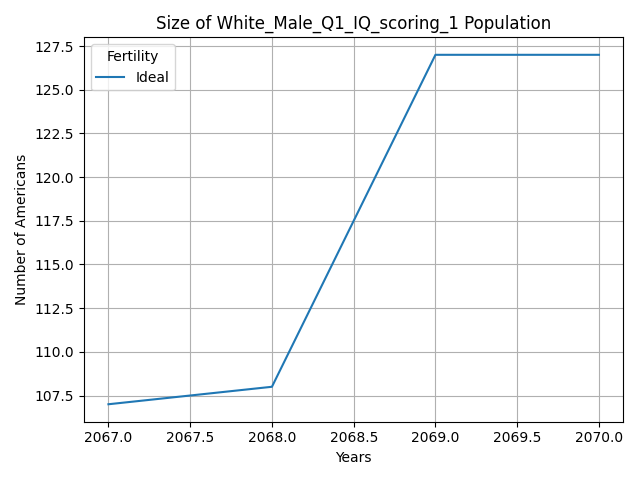 Size of White_Male_Q1_IQ_scoring_1 Population
Fertility
Ideal
Number of Americans
127.5
125.0
122.5
120.0
117.5
115.0
112.5
110.0
107.5
2067.0 2067.5 2068.0 2068.5 2069.0 2069.5 2070.0
Years